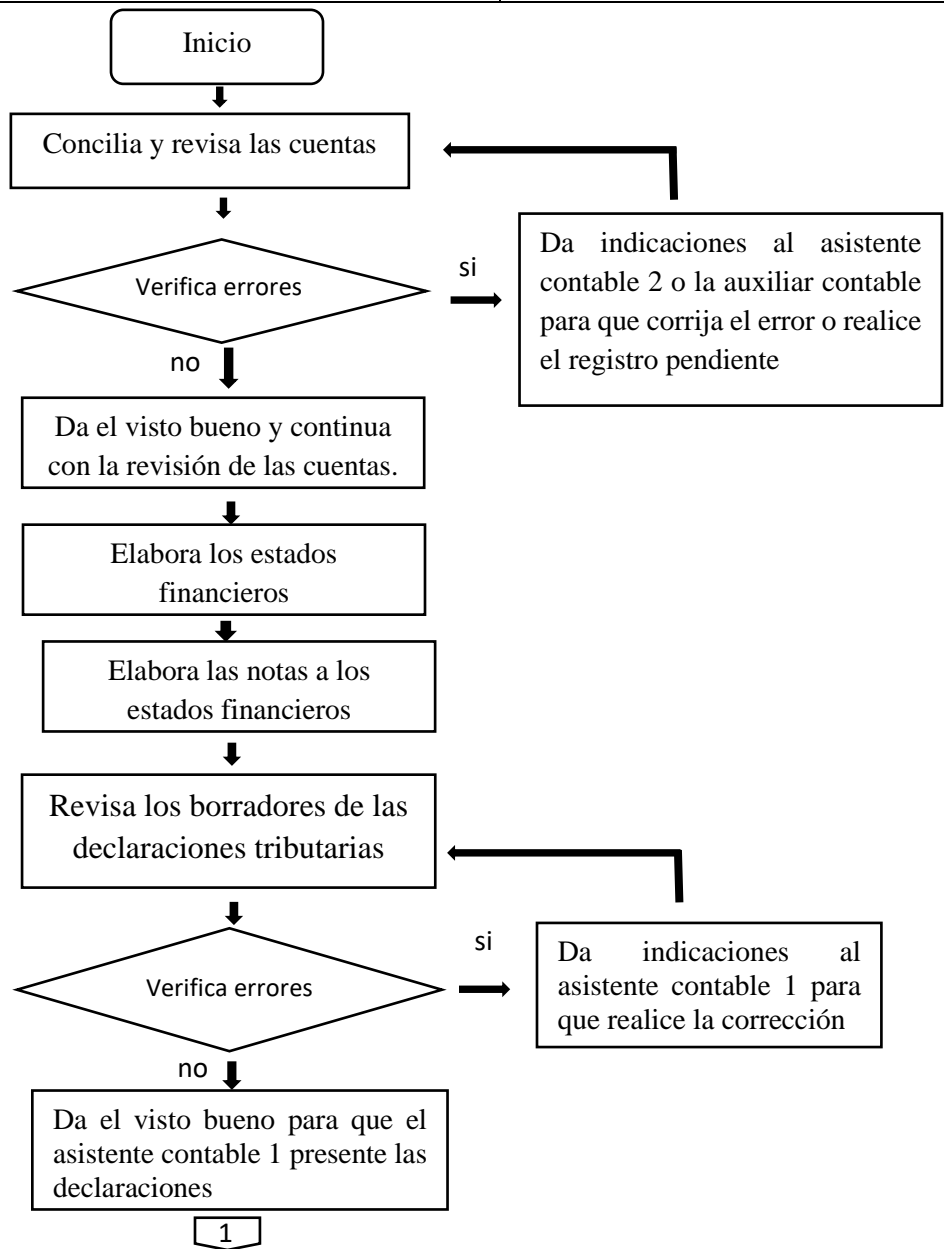 Inicio
Concilia y revisa las cuentas
Verifica errores
si
Da indicaciones al asistente
contable 2 o la auxiliar contable
para que corrija el error o realice
el registro pendiente
no
Da el visto bueno y continua
con la revisión de las cuentas.
Elabora los estados
financieros
Elabora las notas a los
estados financieros
Revisa los borradores de las
declaraciones tributarias
Verifica errores
si
Da indicaciones al
asistente contable 1 para
que realice la corrección
no
Da el visto bueno para que el
asistente contable 1 presente las
declaraciones
1